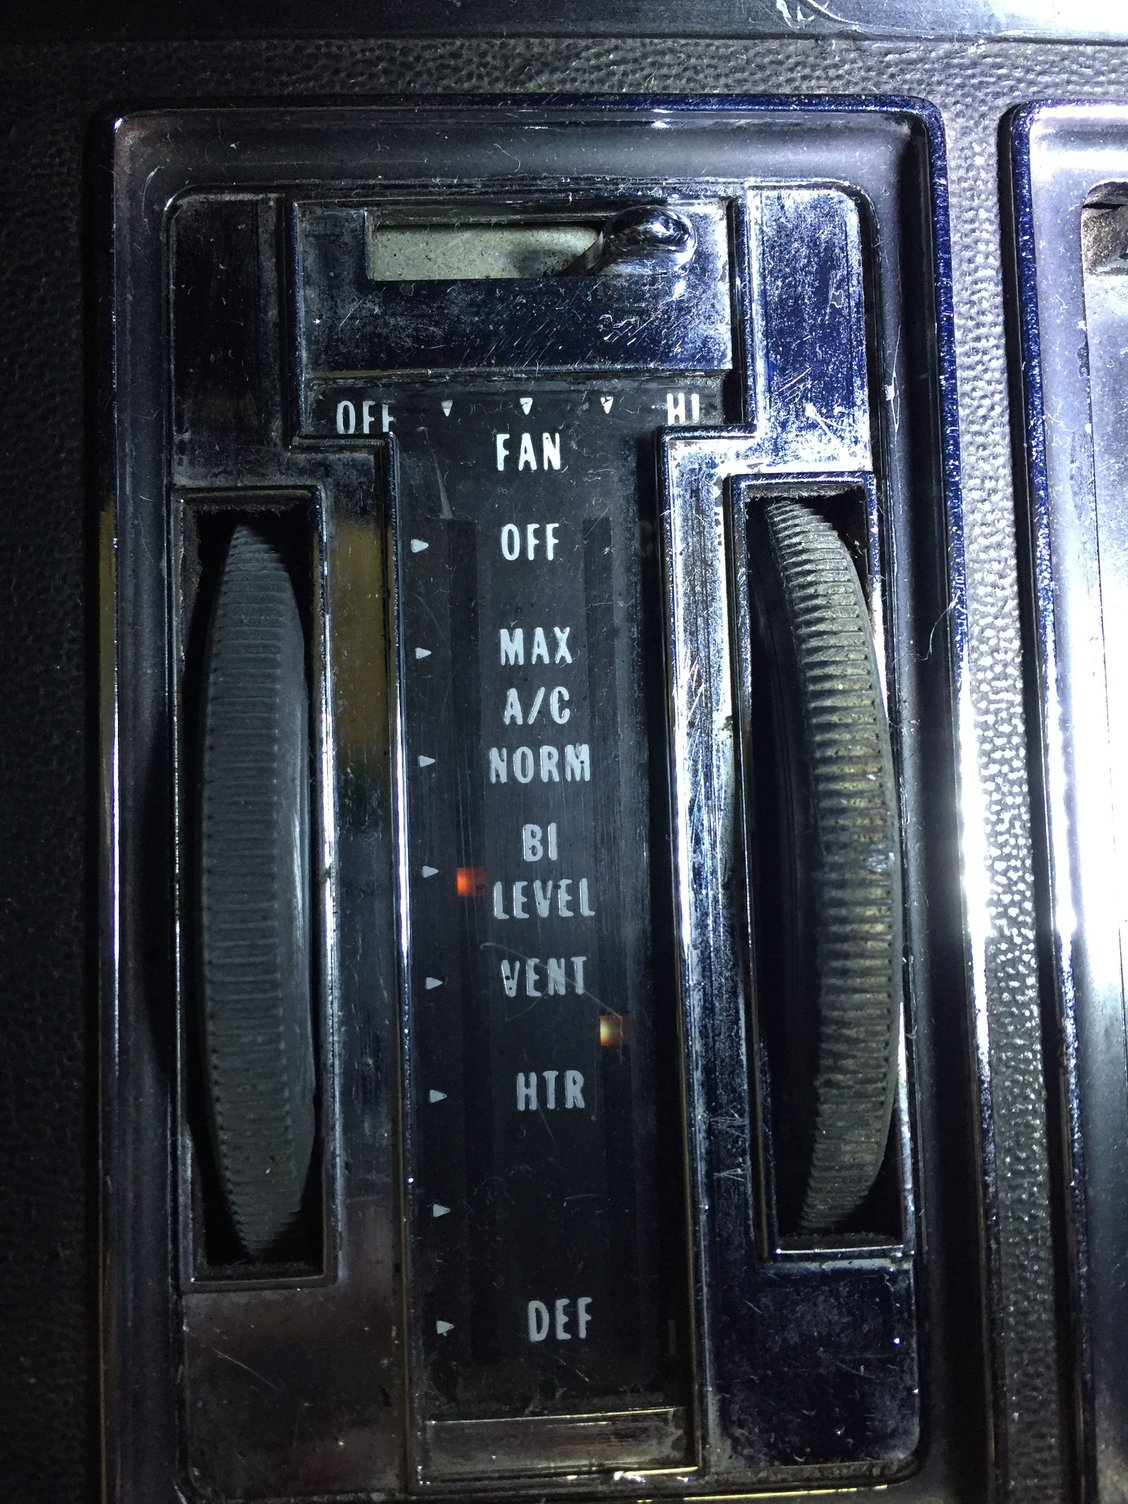 OFF HI
FAN
OFF
MAX
A/C
NORM
BI
LEVEL
VENT
HTR
DEF